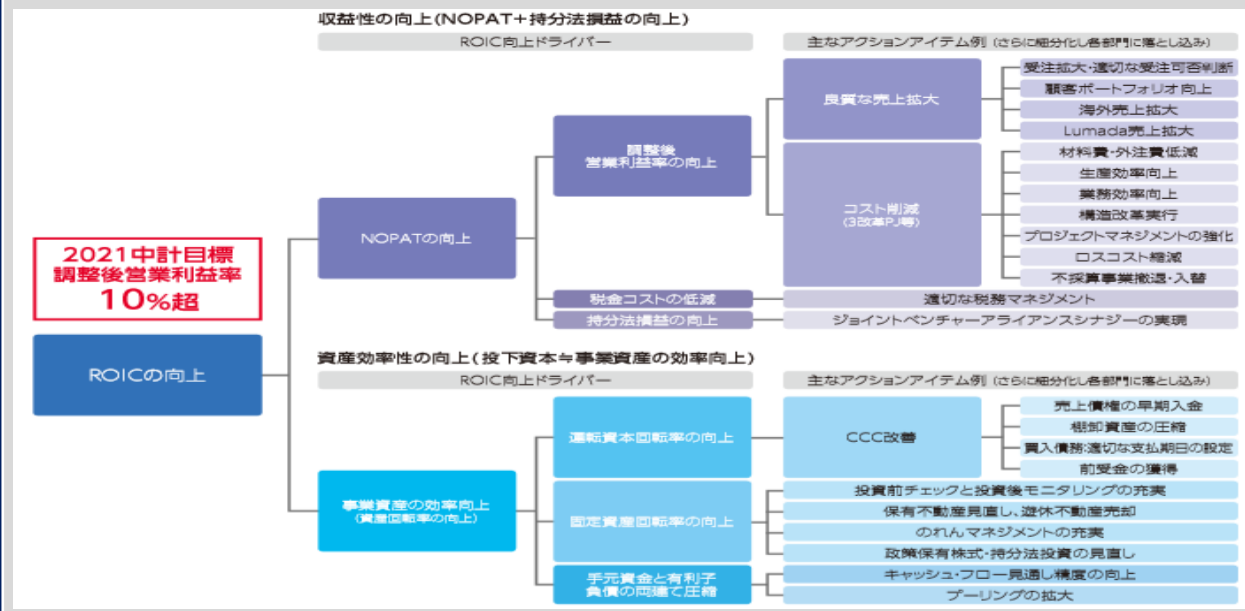 収益性の向上(NOPAT＋持分法損益の向上)
ROIC向上ドライバー
主なアクションアイテム例 (さらに細分化し各部門に落とし込み)
受注拡大・適切な受注可否判断
良質な売上拡大
顧客ポートフォリオ向上
海外売上拡大
Lumada売上拡大
調整後
営業利益率の向上
材料費・外注費低減
生産効率向上
業務効率向上
コスト削減
(3改革PJ等)
構造改革実行
プロジェクトマネジメントの強化
ロスコスト縮減
不採算事業撤退・入替
NOPATの向上
2021中計目標
調整後営業利益率
10%超
税金コストの低減
適切な税務マネジメント
持分法損益の向上
ジョイントベンチャーアライアンスシナジーの実現
ROICの向上
資産効率性の向上(投下資本≒事業資産の効率向上)
ROIC向上ドライバー
主なアクションアイテム例 (さらに細分化し各部門に落とし込み)
売上債権の早期入金
運転資本回転率の向上
CCC改善
棚卸資産の圧縮
買入債務:適切な支払期日の設定
前受金の獲得
事業資産の効率向上
(資産回転率の向上)
投資前チェックと投資後モニタリングの充実
固定資産回転率の向上
保有不動産見直し、遊休不動産売却
のれんマネジメントの充実
政策保有株式・持分法投資の見直し
手元資金と有利子
負債の両建て圧縮
キャッシュ・フロー見通し精度の向上
プーリングの拡大